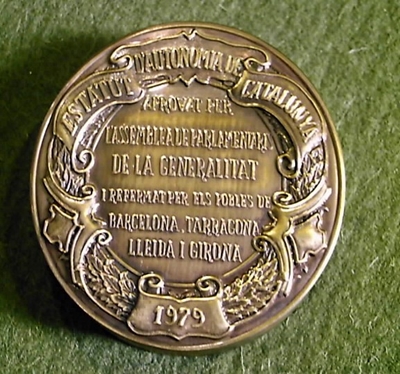 ESTATUT D'AUTONOMIA DE CATALUNYA
APROVAT PER
L'ASSEMBLEA DE PARLAMENTARIS
DE LA GENERALITAT
I REFERMAT PER ELS POBLES DE
BARCELONA, TARRAGONA,
LLEIDA I GIRONA
1979